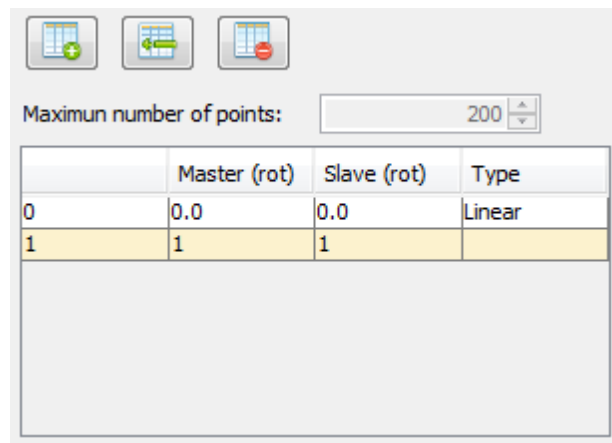 Maximun number of points: 200
Master (rot) Slave (rot) Type
0 0.0 0.0 Linear
1 1 1